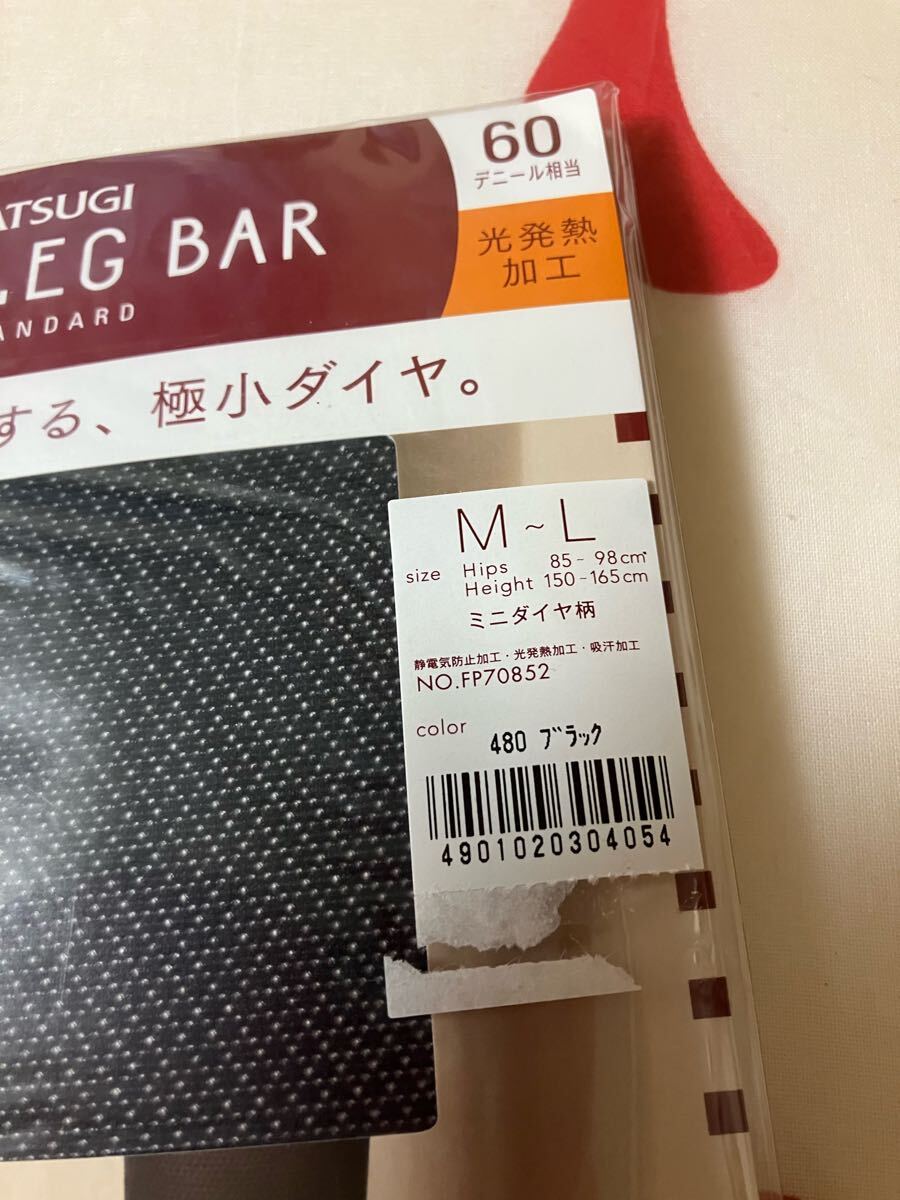 ATSUGI
LEG BAR
ANDARD
60
デニール相当
光発熱
加工
する、極小ダイヤ。
M~L
size Hips 85-98cm
Height 150-165cm
ミニダイヤ柄
静電気防止加工・光発熱加工・吸汗加工
NO.FP70852
color
480 ブラック
4901020304054